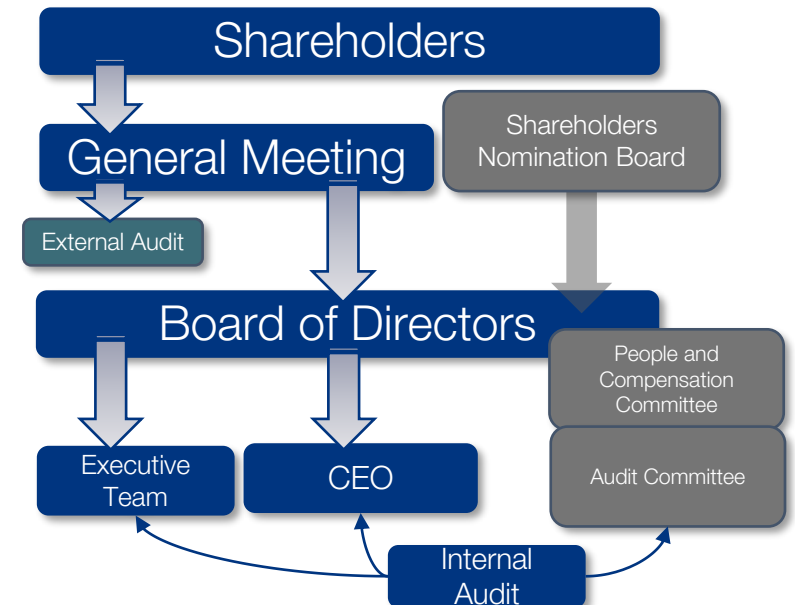 Shareholders
General Meeting
Shareholders
Nomination Board
External Audit
Board of Directors
People and
Compensation
Committee
Executive
Team
CEO
Audit Committee
Internal
Audit